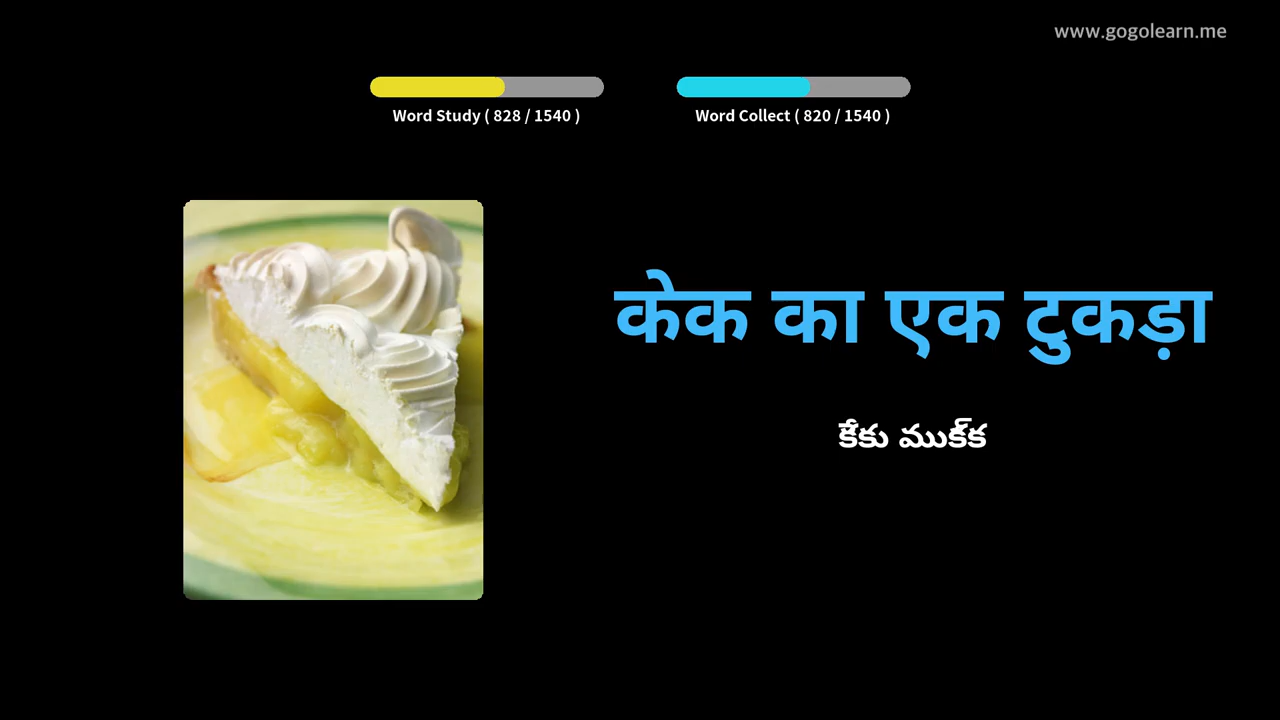 www.gogolearn.me
Word Study ( 828 / 1540 )
Word Collect ( 820 / 1540 )
केक का एक टुकड़ा
కేకు ముక్క